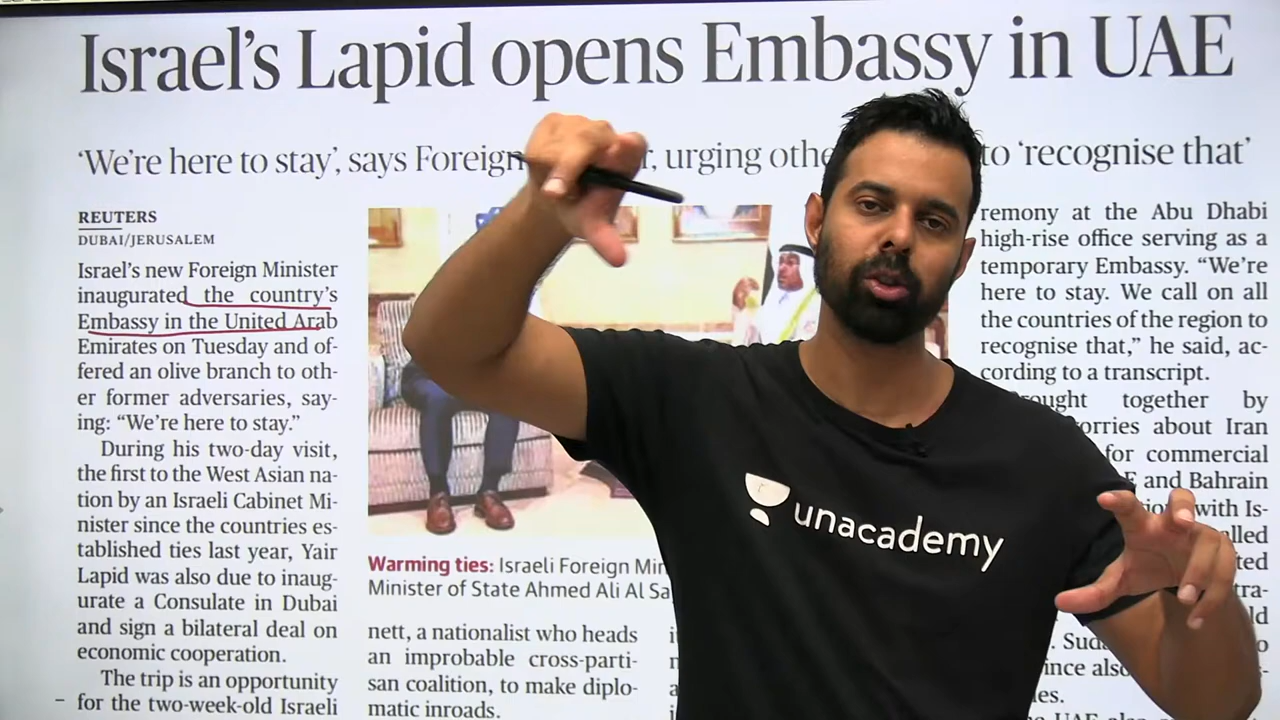 Israel's Lapid opens Embassy in UAE
'We're here to stay', says Foreign urging othe to 'recognise that'
REUTERS
DUBAI/JERUSALEM
Israel's new Foreign Minister
inaugurated the country's
Embassy in the United Arab
Emirates on Tuesday and of-
fered an olive branch to oth-
er former adversaries, say-
ing: "We're here to stay."
During his two-day visit,
the first to the West Asian na-
tion by an Israeli Cabinet Mi-
nister since the countries es-
tablished ties last year, Yair
Lapid was also due to inaug-
urate a Consulate in Dubai
and sign a bilateral deal on
economic cooperation.
The trip is an opportunity
for the two-week-old Israeli
Warming ties: Israeli Foreign Min
Minister of State Ahmed Ali Al Sa
nett, a nationalist who heads
an improbable cross-parti-
san coalition, to make diplo-
matic inroads.
remony at the Abu Dhabi
high-rise office serving as a
temporary Embassy. "We're
here to stay. We call on all
the countries of the region to
recognise that," he said, ac-
cording to a transcript.
rought together by
orries about Iran
for commercial
and Bahrain
with Is-
unacademy